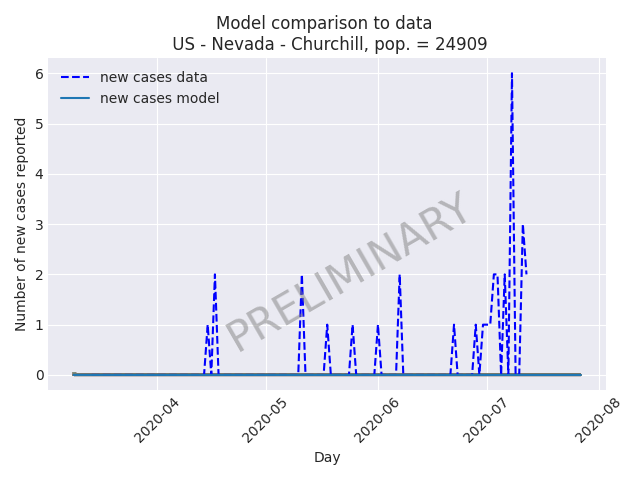 Model comparison to data
US - Nevada - Churchill, pop. = 24909
new cases data
new cases model
Number of new cases reported
6
5
4
3
2
1
0
PRELIMINARY
2020-04
2020-05
2020-06
2020-07
2020-08
Day